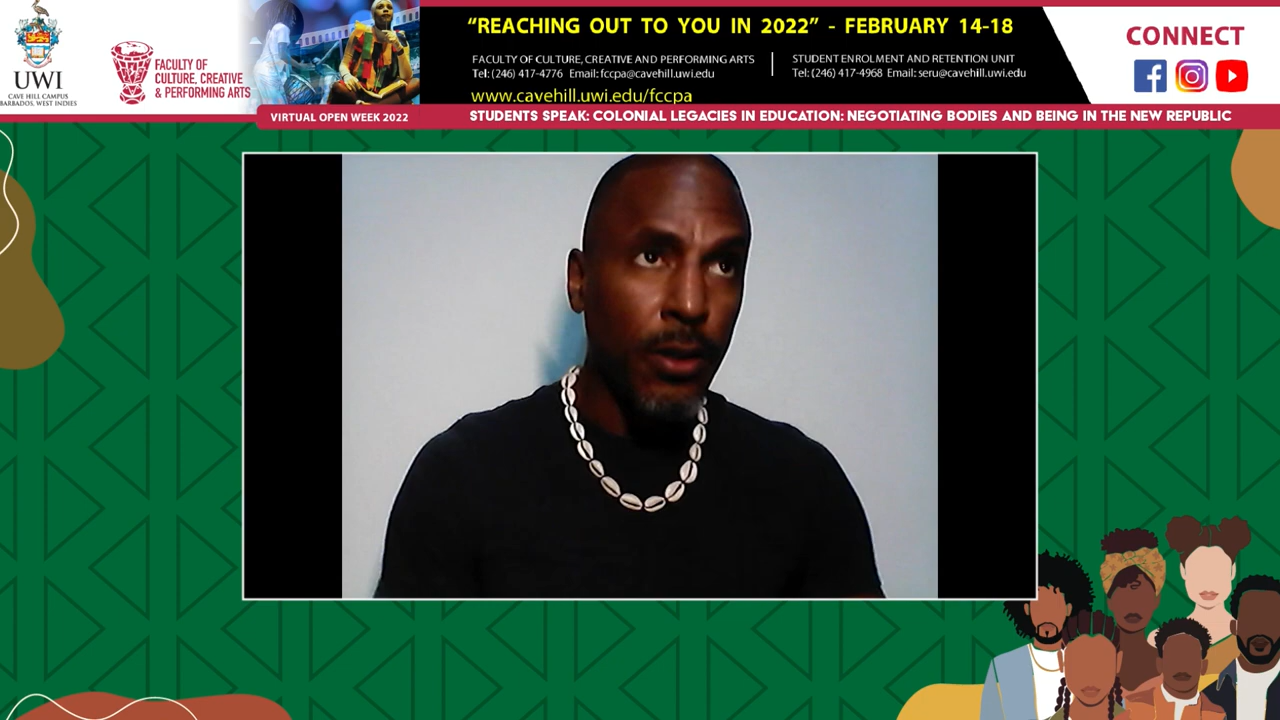 UWI
CAVE HILL CAMPUS
BARBADOS, WEST INDIES
FACULTY OF
CULTURE, CREATIVE
& PERFORMING ARTS
"REACHING OUT TO YOU IN 2022" - FEBRUARY 14-18
FACULTY OF CULTURE, CREATIVE AND PERFORMING ARTS
Tel: (246) 417-4776 Email: fccpa@cavehill.uwi.edu
STUDENT ENROLMENT AND RETENTION UNIT
Tel: (246) 417-4968 Email: seru@cavehill.uwi.edu
www.cavehill.uwi.edu/fccpa
CONNECT
VIRTUAL OPEN WEEK 2022
STUDENTS SPEAK: COLONIAL LEGACIES IN EDUCATION: NEGOTIATING BODIES AND BEING IN THE NEW REPUBLIC